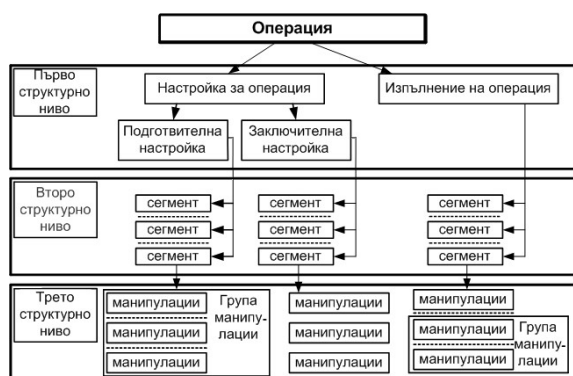 Операция
Първо
структурно
ниво
Настройка за операция
Изпълнение на операция
Подготвителна
настройка
Заключителна
настройка
Второ
структурно
ниво
сегмент
сегмент
сегмент
сегмент
сегмент
сегмент
сегмент
сегмент
сегмент
Трето
структурно
ниво
манипулации
манипулации
манипулации
Група
манипу-
лации
манипулации
манипулации
манипулации
манипулации
манипулации
манипулации
Група
манипу-
лации